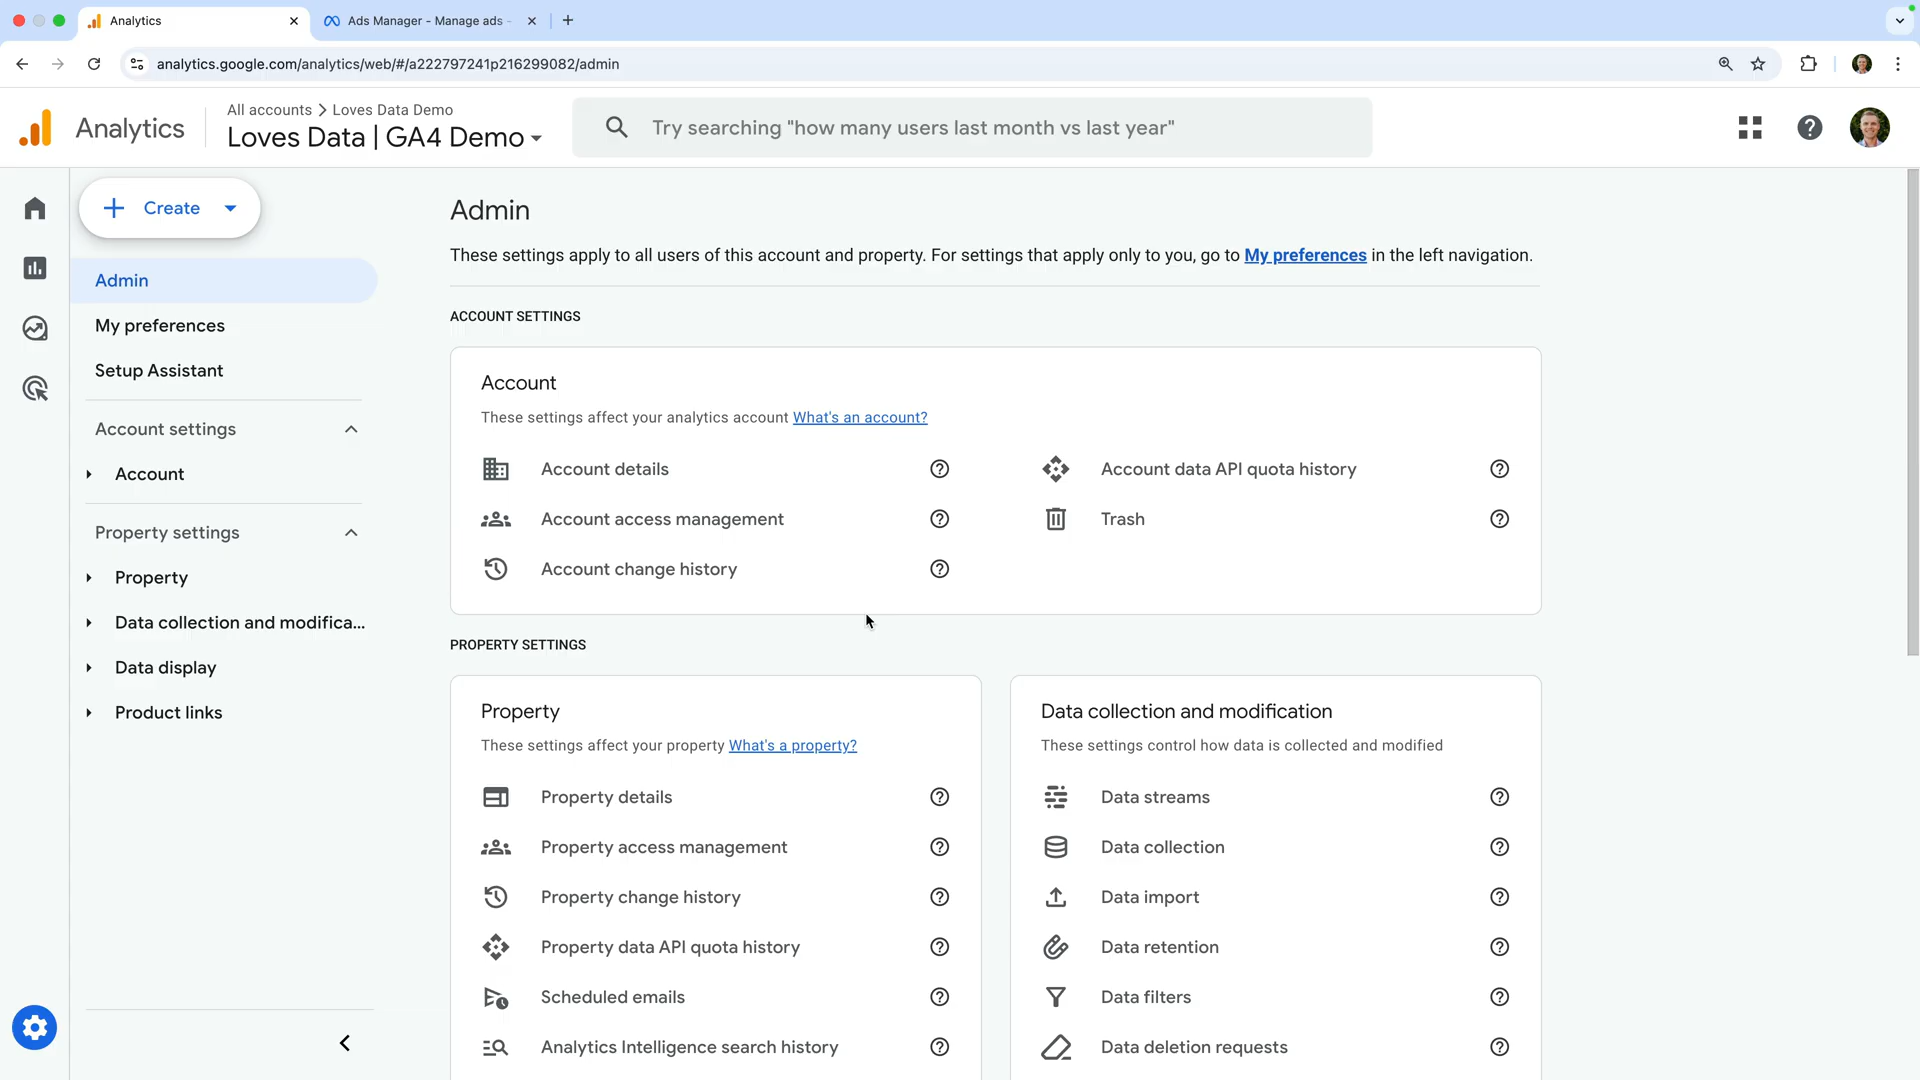 Analytics
Ads Manager - Manage ads -
analytics.google.com/analytics/web/#/a222797241p216299082/admin
Analytics
All accounts > Loves Data Demo
Loves Data | GA4 Demo
Try searching "how many users last month vs last year"
Create
Admin
My preferences
Setup Assistant
Account settings
Account
Property settings
Property
Data collection and modifica...
Data display
Product links
Admin
These settings apply to all users of this account and property. For settings that apply only to you, go to My preferences in the left navigation.
ACCOUNT SETTINGS
Account
These settings affect your analytics account What's an account?
Account details
Account data API quota history
Account access management
Trash
Account change history
PROPERTY SETTINGS
Property
These settings affect your property What's a property?
Property details
Property access management
Property change history
Property data API quota history
Scheduled emails
Analytics Intelligence search history
Data collection and modification
These settings control how data is collected and modified
Data streams
Data collection
Data import
Data retention
Data filters
Data deletion requests